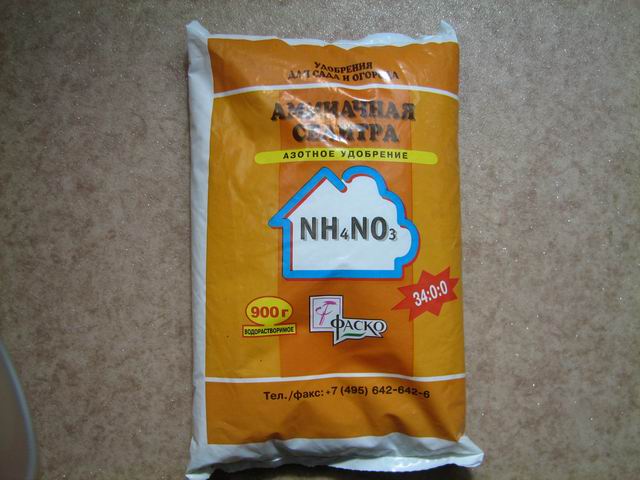 УДОБРЕНИЯ
ДЛЯ САДА И ОГОРОДА
АММИАЧНАЯ
СЕЛИТРА
АЗОТНОЕ УДОБРЕНИЕ
NH4NO3
34:0:0
900 г
ВОДОРАСТВОРИМОЕ
ФАСКО
Тел./факс: +7 (495) 642-642-6